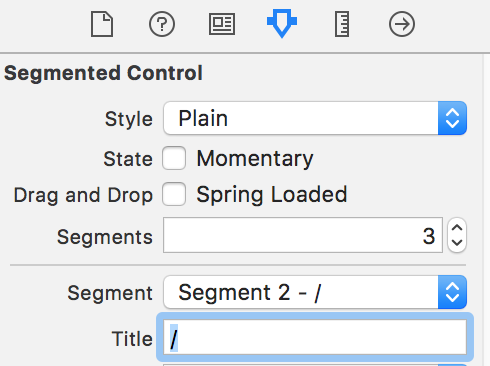 ?
Segmented Control
Style Plain
State Momentary
Drag and Drop Spring Loaded
Segments 3
Segment Segment 2 - /
Title /